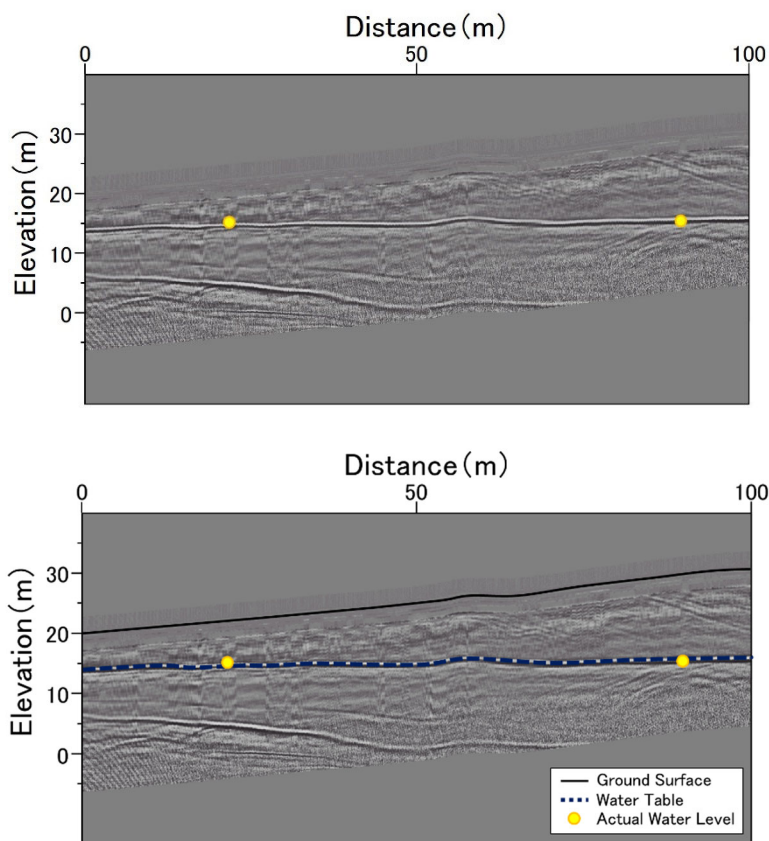 Distance(m)
0 50 100
Elevation(m)
30
20
10
0
Distance(m)
0 50 100
Elevation(m)
30
20
10
0
Ground Surface
Water Table
Actual Water Level